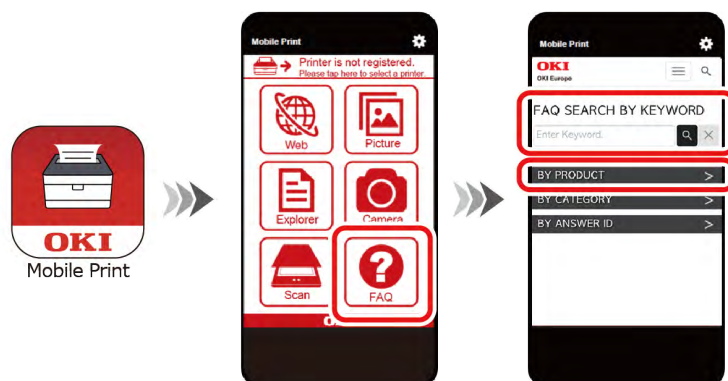 OKI
Mobile Print
Mobile Print
Printer is not registered.
Please tap here to select a printer.
Web
Picture
Explorer
Camera
Scan
FAQ
Mobile Print
OKI
OKI Europe
FAQ SEARCH BY KEYWORD
Enter Keyword...
BY PRODUCT >
BY CATEGORY >
BY ANSWER ID >